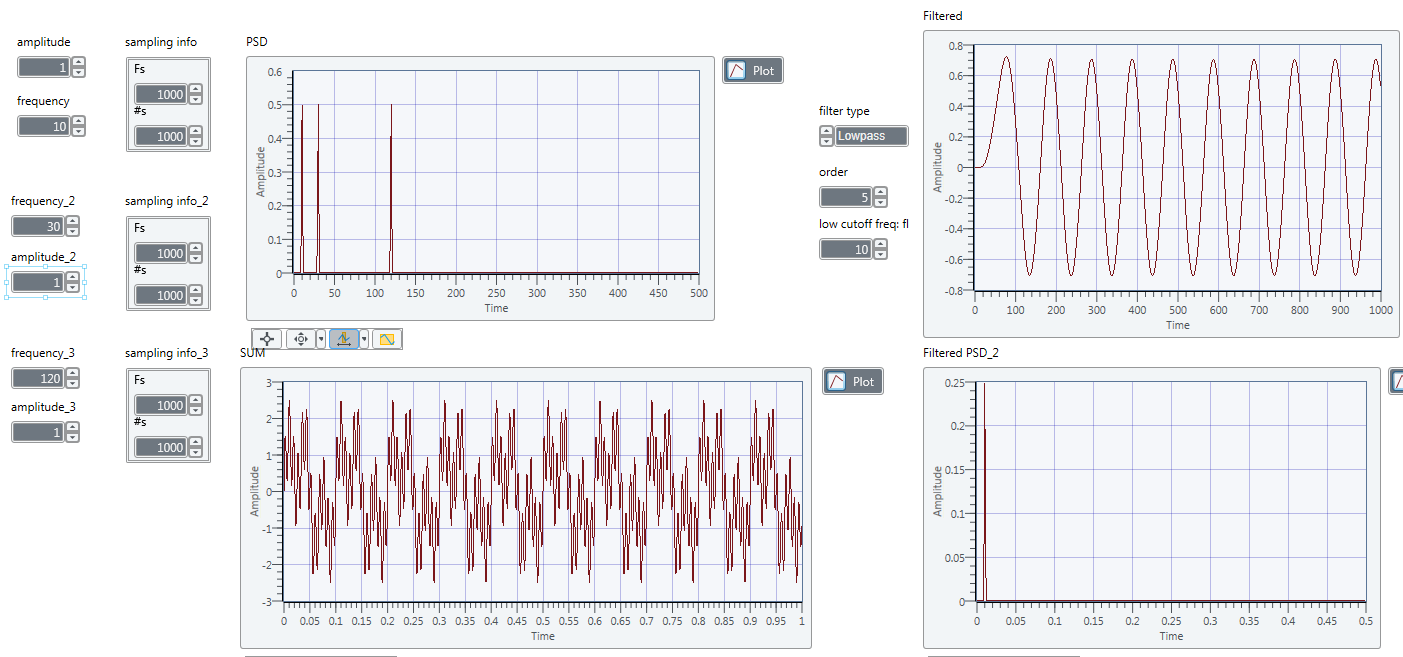 amplitude
1
frequency
10
sampling info
Fs
1000
#s
1000
frequency_2
30
amplitude_2
1
sampling info_2
Fs
1000
#s
1000
frequency_3
120
amplitude_3
1
sampling info_3
Fs
1000
#s
1000
PSD
Plot
Amplitude
0.6
0.5
0.4
0.3
0.2
0.1
0
0 50 100 150 200 250 300 350 400 450 500
Time
SUM
Plot
Amplitude
3
2
1
0
-1
-2
-3
0 0.05 0.1 0.15 0.2 0.25 0.3 0.35 0.4 0.45 0.5 0.55 0.6 0.65 0.7 0.75 0.8 0.85 0.9 0.95 1
Time
filter type
Lowpass
order
5
low cutoff freq: fl
10
Filtered
Amplitude
0.8
0.6
0.4
0.2
0
-0.2
-0.4
-0.6
-0.8
0 100 200 300 400 500 600 700 800 900 1000
Time
Filtered PSD_2
Amplitude
0.25
0.2
0.15
0.1
0.05
0
0 0.05 0.1 0.15 0.2 0.25 0.3 0.35 0.4 0.45 0.5
Time